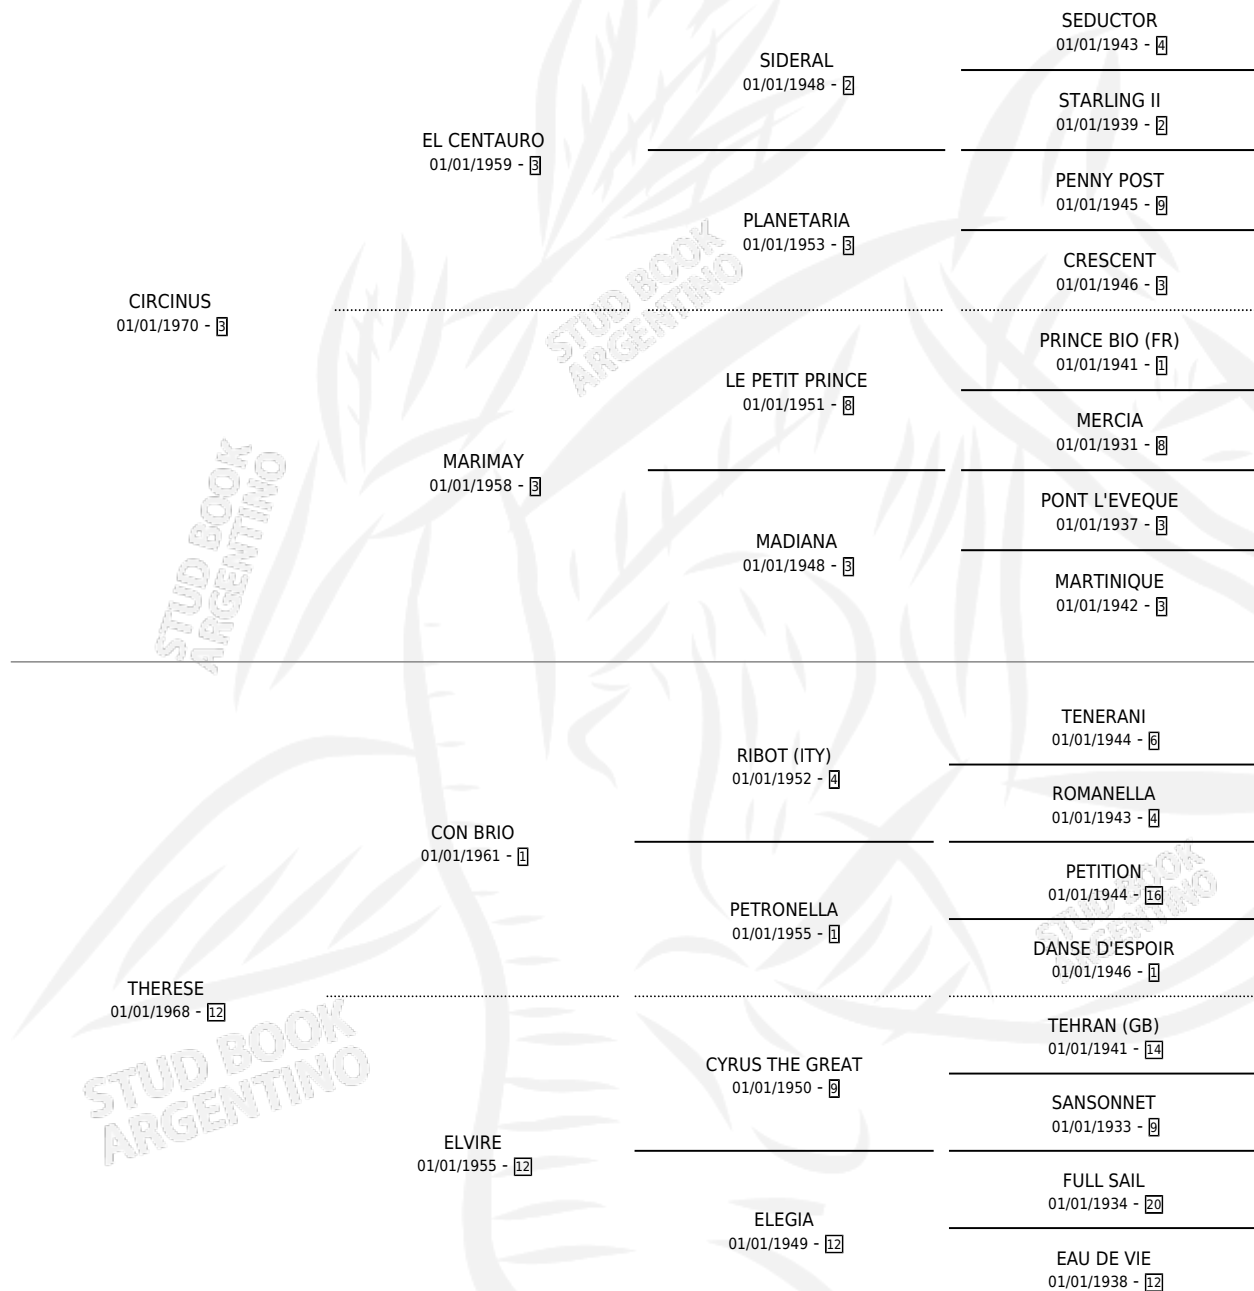 SEDUCTOR
01/01/1943 - 4
SIDERAL
01/01/1948 - 2
STARLING II
01/01/1939 - 2
EL CENTAURO
01/01/1959 - 3
PENNY POST
01/01/1945 - 9
PLANETARIA
01/01/1953 - 3
CRESCENT
01/01/1946 - 3
CIRCINUS
01/01/1970 - 3
PRINCE BIO (FR)
01/01/1941 - 1
LE PETIT PRINCE
01/01/1951 - 8
MERCIA
01/01/1931 - 8
MARIMAY
01/01/1958 - 3
PONT L'EVEQUE
01/01/1937 - 3
MADIANA
01/01/1948 - 3
MARTINIQUE
01/01/1942 - 3
TENERANI
01/01/1944 - 6
RIBOT (ITY)
01/01/1952 - 4
ROMANELLA
01/01/1943 - 4
CON BRIO
01/01/1961 - 1
PETITION
01/01/1944 - 16
PETRONELLA
01/01/1955 - 1
DANSE D'ESPOIR
01/01/1946 - 1
THERESE
01/01/1968 - 12
TEHRAN (GB)
01/01/1941 - 14
CYRUS THE GREAT
01/01/1950 - 9
SANSONNET
01/01/1933 - 9
ELVIRE
01/01/1955 - 12
FULL SAIL
01/01/1934 - 20
ELEGIA
01/01/1949 - 12
EAU DE VIE
01/01/1938 - 12
STUD BOOK
ARGENTINO
STUD BOOK
ARGENTINO
STUD BOOK
ARGENTINO
STUD BOOK
ARGENTINO